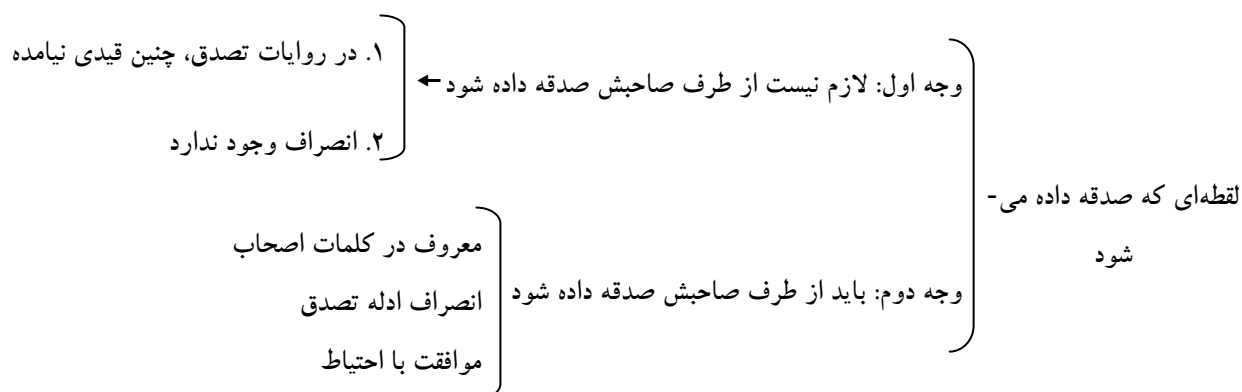 لقطه‌ای که صدقه داده می-
شود
وجه اول: لازم نیست از طرف صاحبش صدقه داده شود
۱. در روایات تصدق، چنین قیدی نیامده
۲. انصراف وجود ندارد
وجه دوم: باید از طرف صاحبش صدقه داده شود
معروف در کلمات اصحاب
انصراف ادله تصدق
موافقت با احتیاط